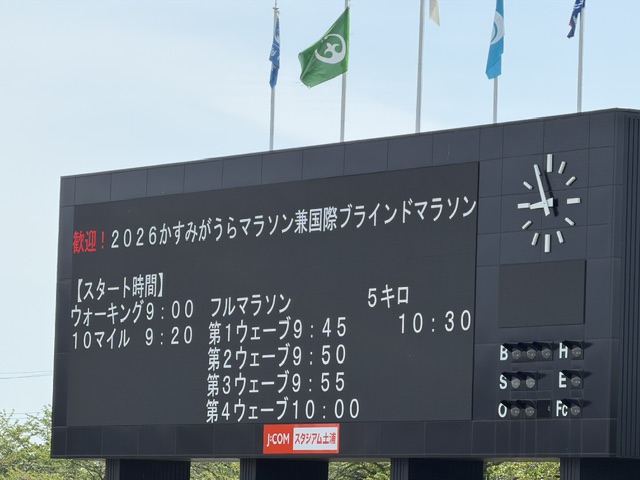 歓迎！２０２６かすみがうらマラソン兼国際ブラインドマラソン
【スタート時間】
ウォーキング９：００
１０マイル　９：２０
フルマラソン
第１ウェーブ９：４５
第２ウェーブ９：５０
第３ウェーブ９：５５
第４ウェーブ１０：００
５キロ
１０：３０
B H
S E
O Fc
J:COM スタジアム土浦